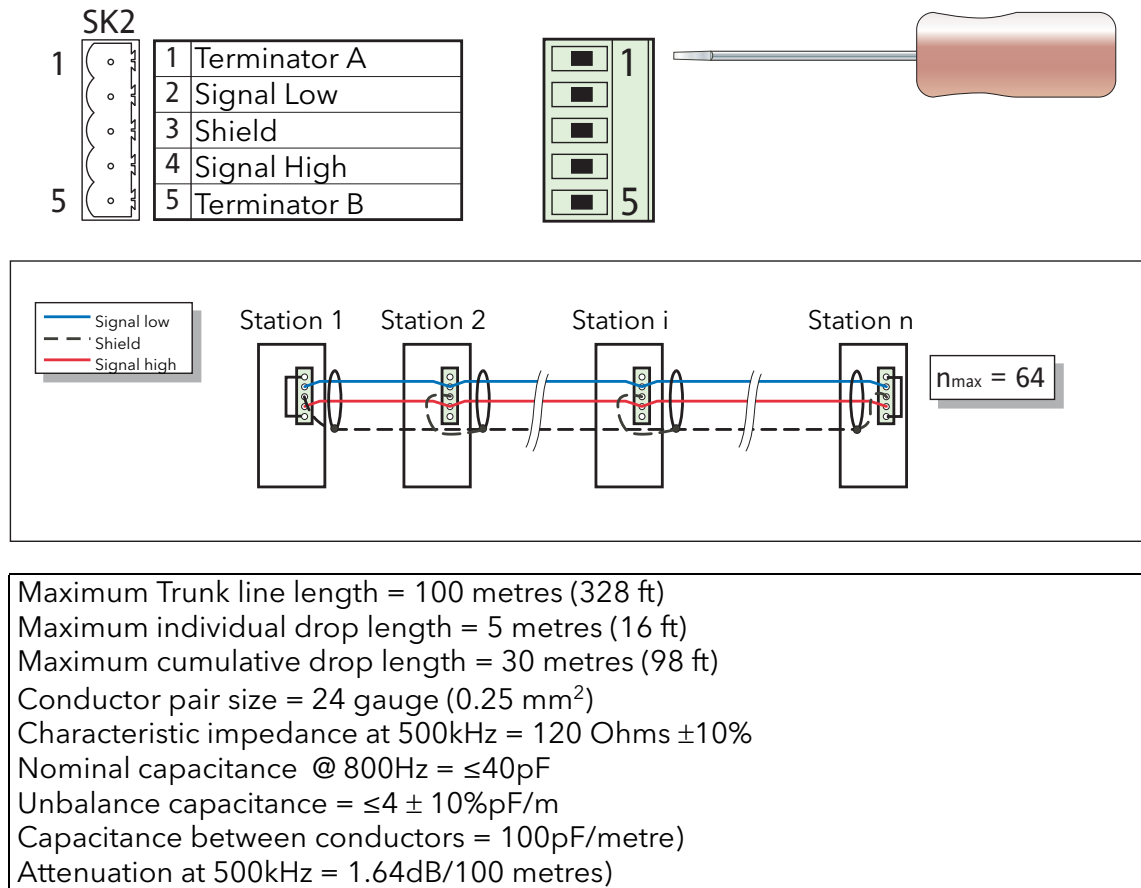 SK2
1
5
1 Terminator A
2 Signal Low
3 Shield
4 Signal High
5 Terminator B
1
5
Signal low
Shield
Signal high
Station 1
Station 2
Station i
Station n
nmax = 64
Maximum Trunk line length = 100 metres (328 ft)
Maximum individual drop length = 5 metres (16 ft)
Maximum cumulative drop length = 30 metres (98 ft)
Conductor pair size = 24 gauge (0.25 mm²)
Characteristic impedance at 500kHz = 120 Ohms ±10%
Nominal capacitance @ 800Hz = ≤40pF
Unbalance capacitance = ≤4 ± 10%pF/m
Capacitance between conductors = 100pF/metre)
Attenuation at 500kHz = 1.64dB/100 metres)